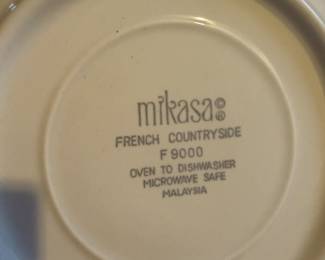 mikasa © ®
FRENCH COUNTRYSIDE
F 9000
OVEN TO DISHWASHER
MICROWAVE SAFE
MALAYSIA